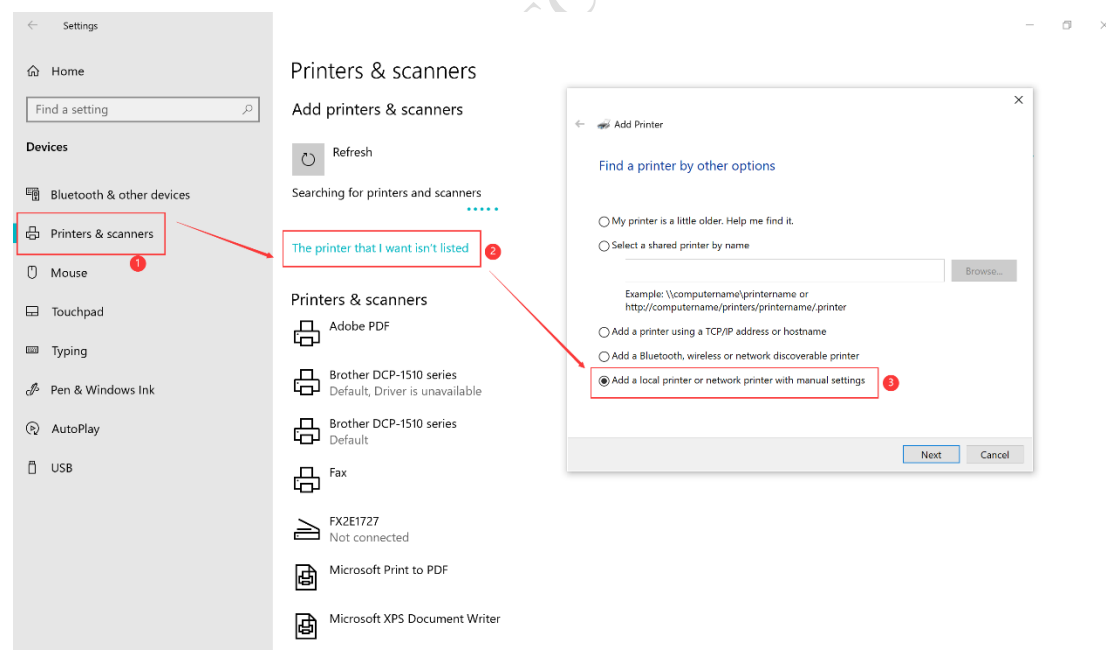 Settings
Home
Find a setting
Devices
Bluetooth & other devices
Printers & scanners
1
Mouse
Touchpad
Typing
Pen & Windows Ink
AutoPlay
USB
Printers & scanners
Add printers & scanners
Refresh
Searching for printers and scanners
The printer that I want isn't listed
2
Printers & scanners
Adobe PDF
Brother DCP-1510 series
Default, Driver is unavailable
Brother DCP-1510 series
Default
Fax
FX2E1727
Not connected
Microsoft Print to PDF
Microsoft XPS Document Writer
Add Printer
Find a printer by other options
My printer is a little older. Help me find it.
Select a shared printer by name
Browse...
Example: \\computername\printername or
http://computername/printers/printername/.printer
Add a printer using a TCP/IP address or hostname
Add a Bluetooth, wireless or network discoverable printer
Add a local printer or network printer with manual settings
3
Next
Cancel